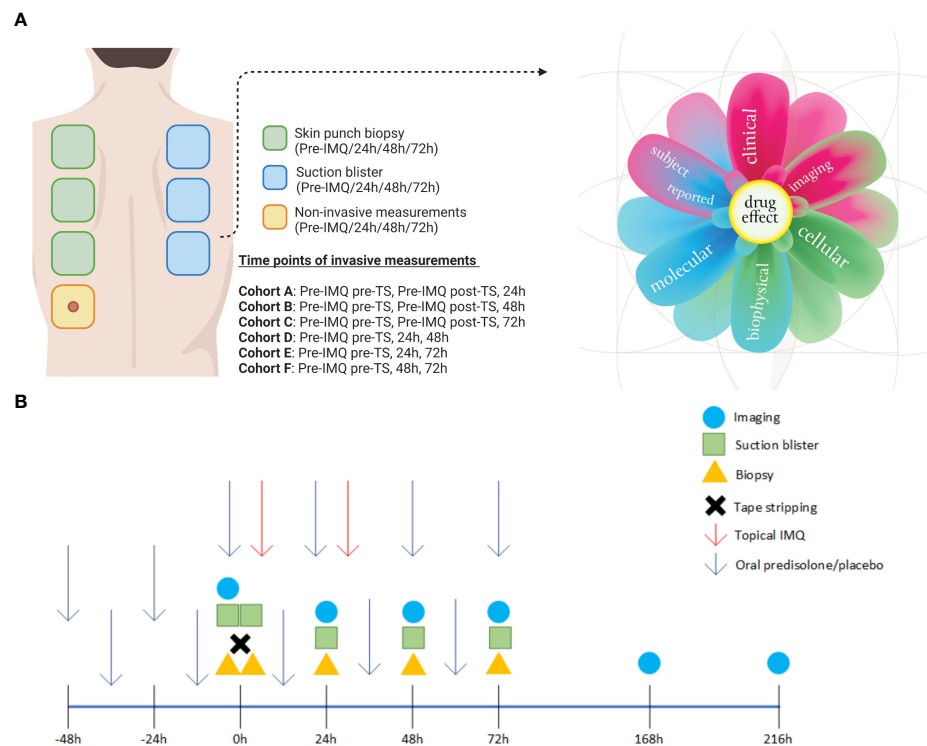 A
Skin punch biopsy
(Pre-IMQ/24h/48h/72h)
Suction blister
(Pre-IMQ/24h/48h/72h)
Non-invasive measurements
(Pre-IMQ/24h/48h/72h)
Time points of invasive measurements
Cohort A: Pre-IMQ pre-TS, Pre-IMQ post-TS, 24h
Cohort B: Pre-IMQ pre-TS, Pre-IMQ post-TS, 48h
Cohort C: Pre-IMQ pre-TS, Pre-IMQ post-TS, 72h
Cohort D: Pre-IMQ pre-TS, 24h, 48h
Cohort E: Pre-IMQ pre-TS, 24h, 72h
Cohort F: Pre-IMQ pre-TS, 48h, 72h
clinical
imaging
cellular
biophysical
molecular
subject
reported
drug
effect
B
Imaging
Suction blister
Biopsy
Tape stripping
Topical IMQ
Oral predisolone/placebo
-48h
-24h
0h
24h
48h
72h
168h
216h